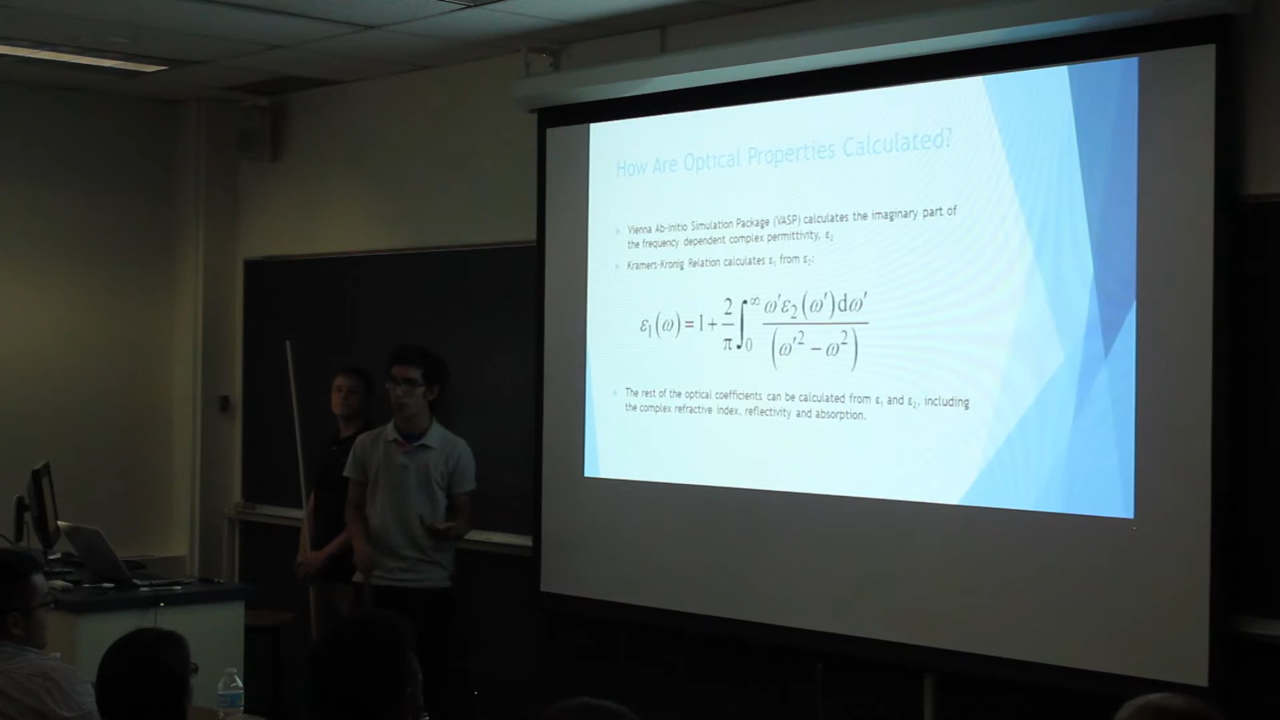 How Are Optical Properties Calculated?
Vienna Ab-initio Simulation Package (VASP) calculates the imaginary part of
the frequency dependent complex permittivity, ε₂
Kramers-Kronig Relation calculates ε₁ from ε₂:
ε₁(ω) = 1 + 2/π ∫₀^∞ ω′ε₂(ω′)dω′ / (ω′² − ω²)
The rest of the optical coefficients can be calculated from ε₁ and ε₂, including
the complex refractive index, reflectivity and absorption.